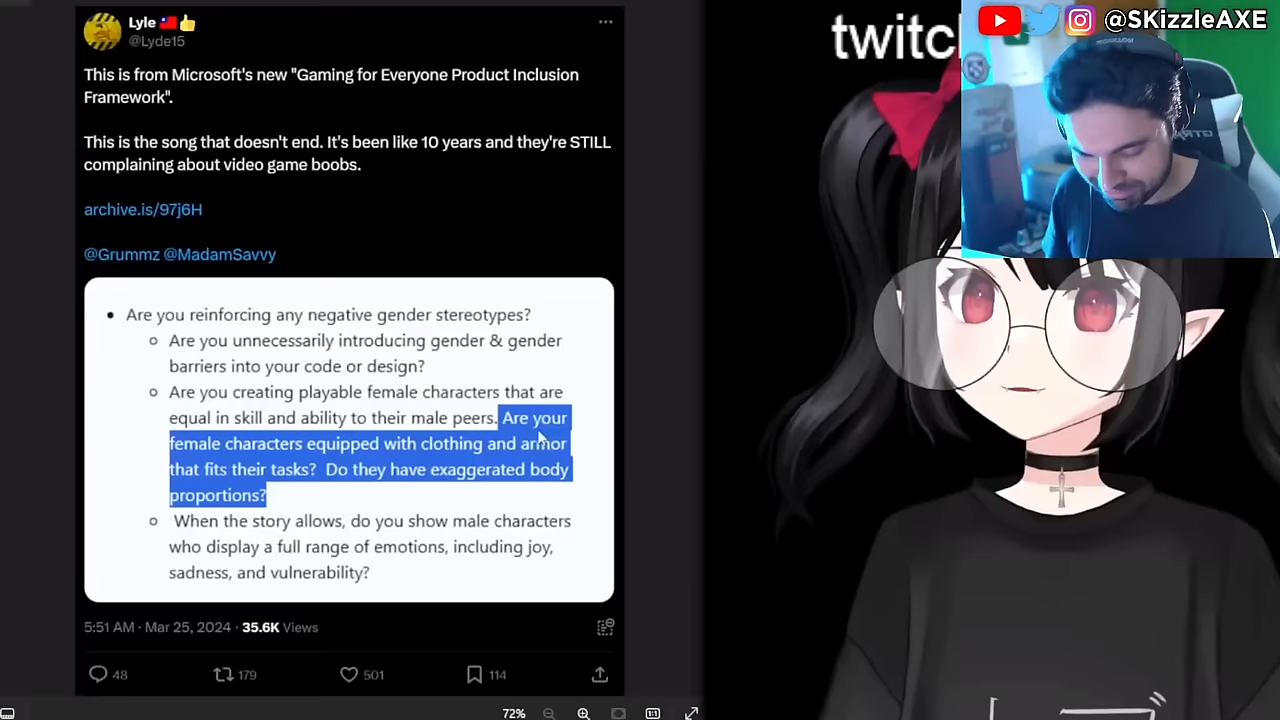 Lyle 🇹🇼👍
@Lyde15
This is from Microsoft's new "Gaming for Everyone Product Inclusion
Framework".
This is the song that doesn't end. It's been like 10 years and they're STILL
complaining about video game boobs.
archive.is/97j6H
@Grummz @MadamSavvy
• Are you reinforcing any negative gender stereotypes?
Are you unnecessarily introducing gender & gender
barriers into your code or design?
Are you creating playable female characters that are
equal in skill and ability to their male peers. Are your
female characters equipped with clothing and armor
that fits their tasks? Do they have exaggerated body
proportions?
When the story allows, do you show male characters
who display a full range of emotions, including joy,
sadness, and vulnerability?
5:51 AM · Mar 25, 2024 · 35.6K Views
48 179 501 114
72%
twitc
@SKizzleAXE